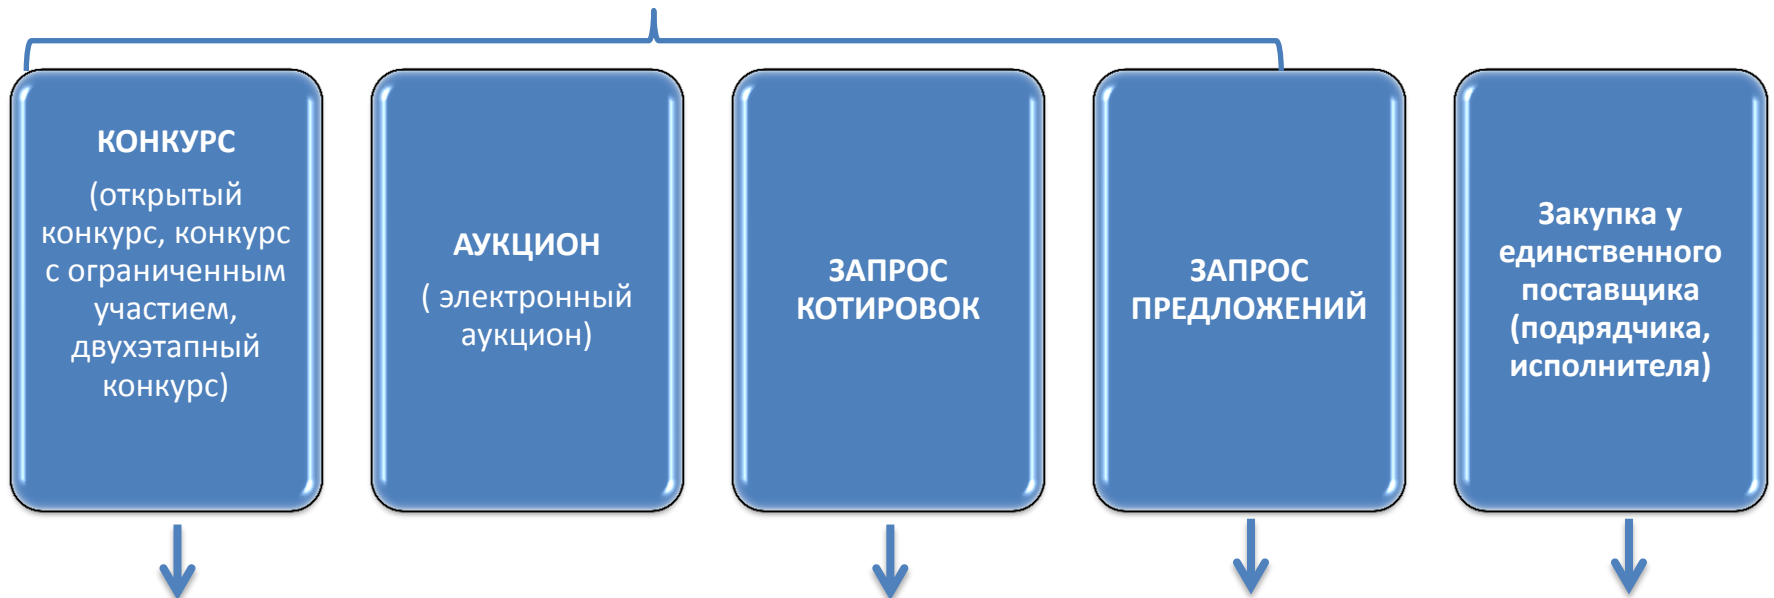 КОНКУРС
(открытый
конкурс, конкурс
с ограниченным
участием,
двухэтапный
конкурс)
АУКЦИОН
( электронный
аукцион)
ЗАПРОС
КОТИРОВОК
ЗАПРОС
ПРЕДЛОЖЕНИЙ
Закупка у
единственного
поставщика
(подрядчика,
исполнителя)